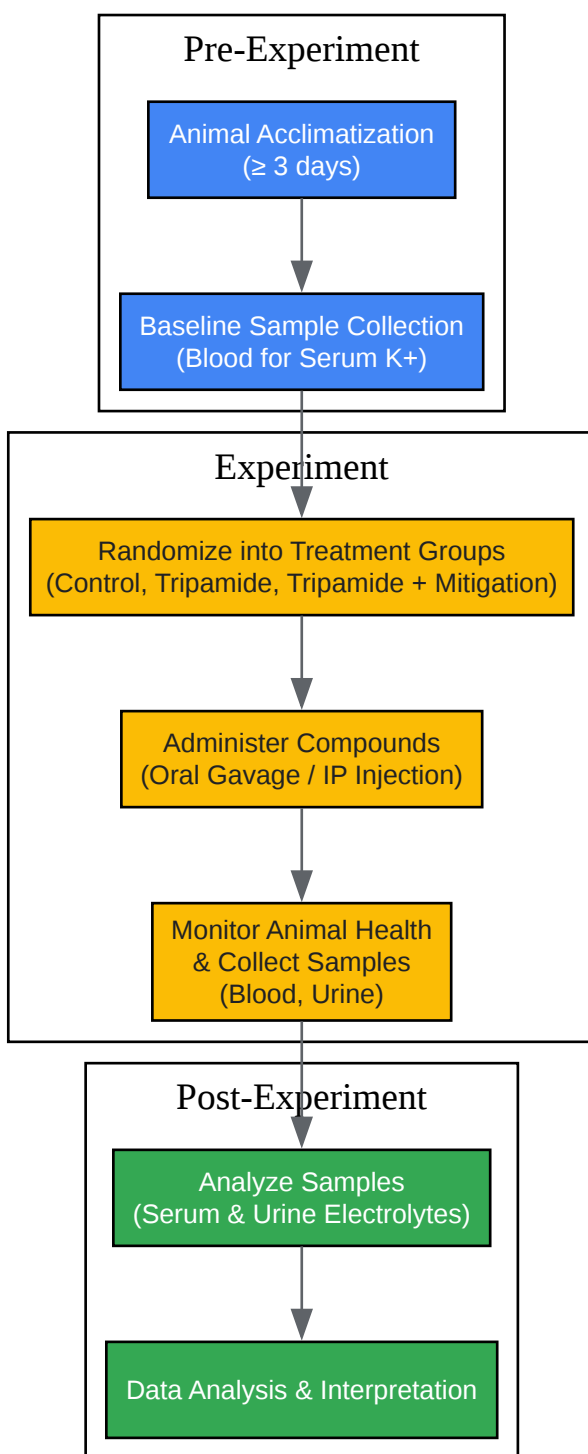 Pre-Experiment
Animal Acclimatization
(≥ 3 days)
Baseline Sample Collection
(Blood for Serum K+)
Experiment
Randomize into Treatment Groups
(Control, Tripamide, Tripamide + Mitigation)
Administer Compounds
(Oral Gavage / IP Injection)
Monitor Animal Health
& Collect Samples
(Blood, Urine)
Post-Experiment
Analyze Samples
(Serum & Urine Electrolytes)
Data Analysis & Interpretation